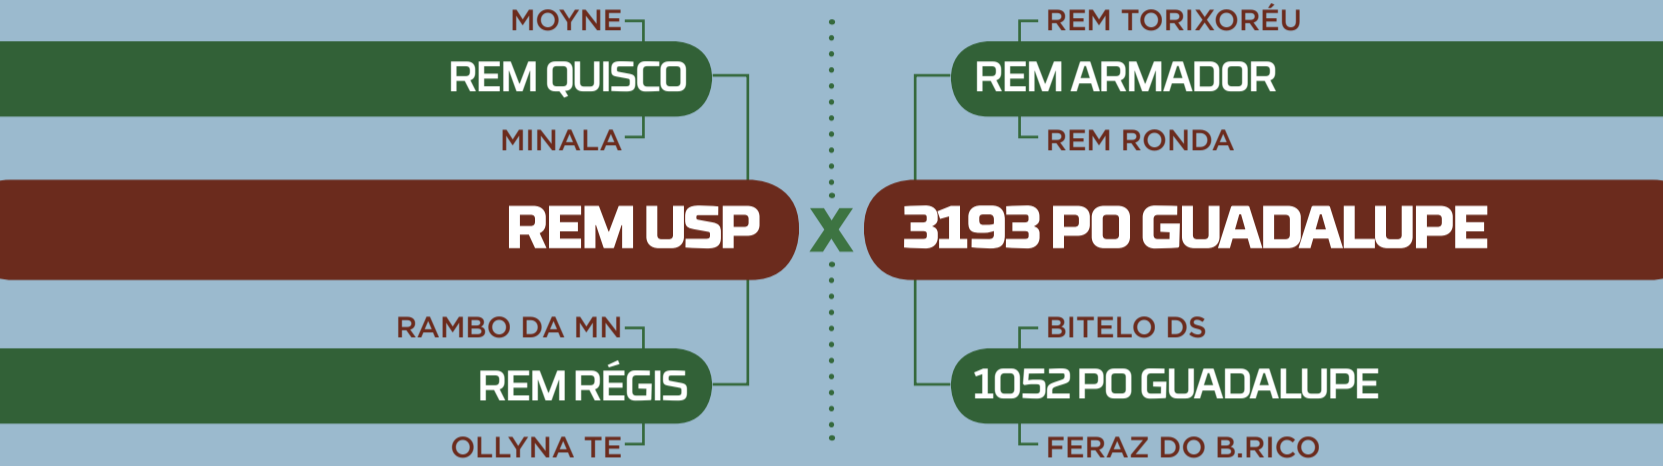 MOYNE
REM QUISCO
MINALA
REM USP
RAMBO DA MN
REM RÉGIS
OLLYNA TE
X
REM TORIXORÉU
REM ARMADOR
REM RONDA
3193 PO GUADALUPE
BITELO DS
1052 PO GUADALUPE
FERAZ DO B.RICO